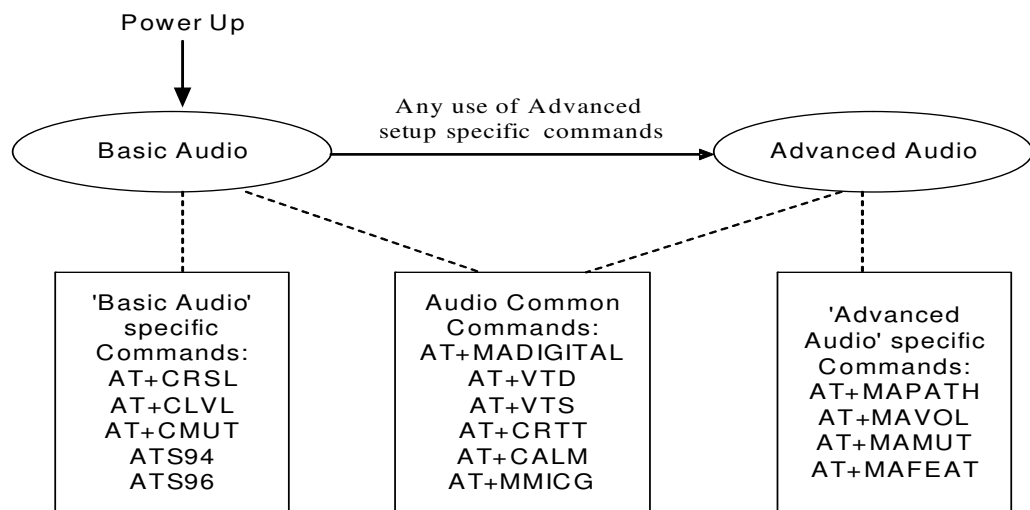 Power Up
Any use of Advanced
setup specific commands
Basic Audio
Advanced Audio
'Basic Audio'
specific
Commands:
AT+CRSL
AT+CLVL
AT+CMUT
ATS94
ATS96
Audio Common
Commands:
AT+MADIGITAL
AT+VTD
AT+VTS
AT+CRTT
AT+CALM
AT+MMICG
'Advanced
Audio' specific
Commands:
AT+MAPATH
AT+MAVOL
AT+MAMUT
AT+MAFEAT